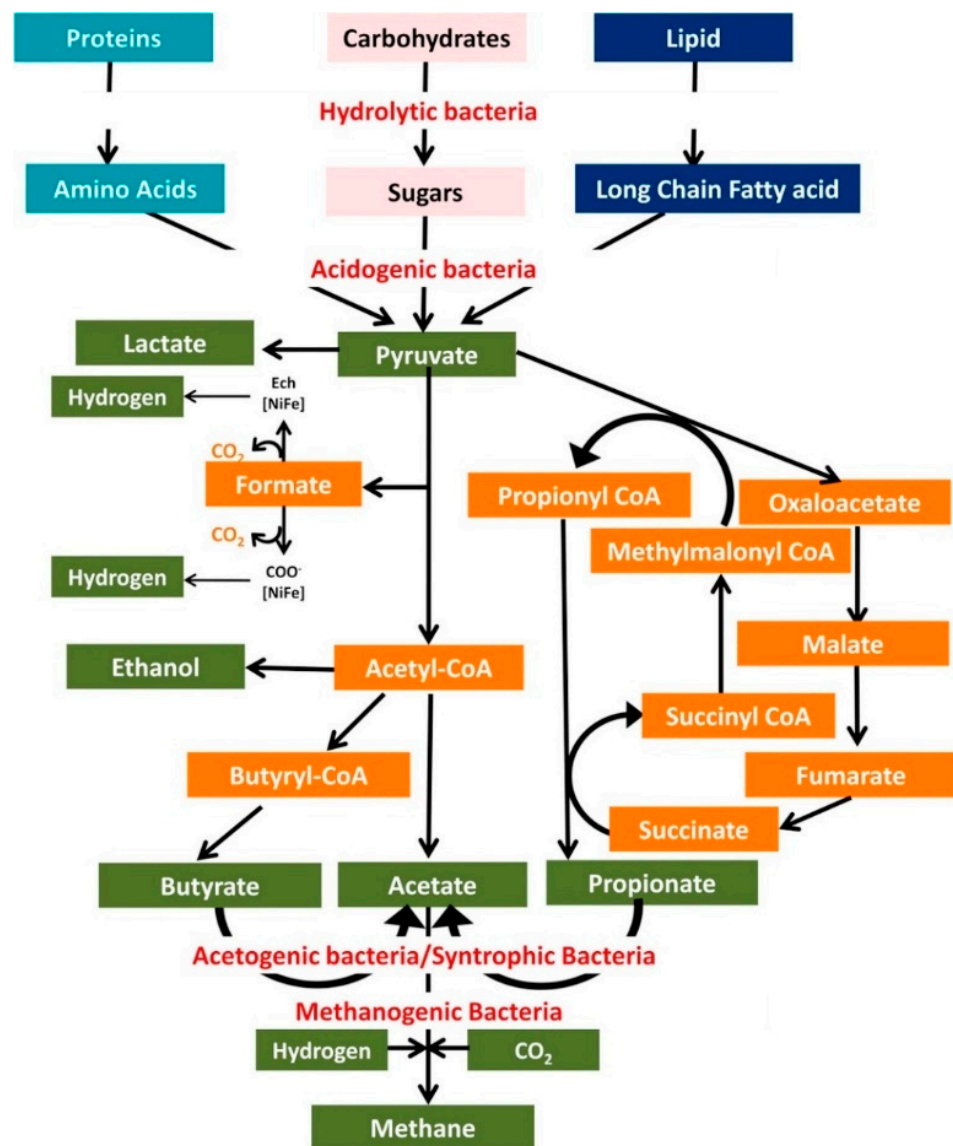 Proteins
Carbohydrates
Lipid
Hydrolytic bacteria
Amino Acids
Sugars
Long Chain Fatty acid
Acidogenic bacteria
Lactate
Pyruvate
Hydrogen
Ech
[NiFe]
CO₂
Formate
Propionyl CoA
Oxaloacetate
CO₂
Methylmalonyl CoA
Hydrogen
COO⁻
[NiFe]
Malate
Ethanol
Acetyl-CoA
Succinyl CoA
Butyryl-CoA
Fumarate
Succinate
Butyrate
Acetate
Propionate
Acetogenic bacteria/Syntrophic Bacteria
Methanogenic Bacteria
Hydrogen
CO₂
Methane